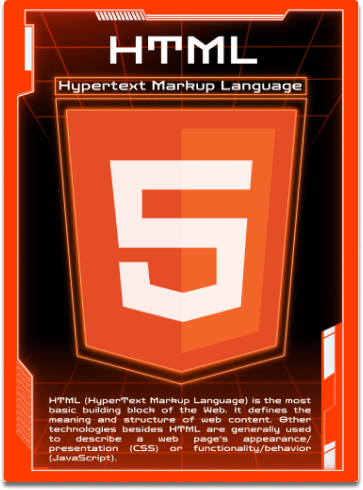 HTML
Hypertext Markup Language
5
HTML (HyperText Markup Language) is the most
basic building block of the Web. It defines the
meaning and structure of web content. Other
technologies besides HTML are generally used
to describe a web page's appearance/
presentation (CSS) or functionality/behavior
(JavaScript).